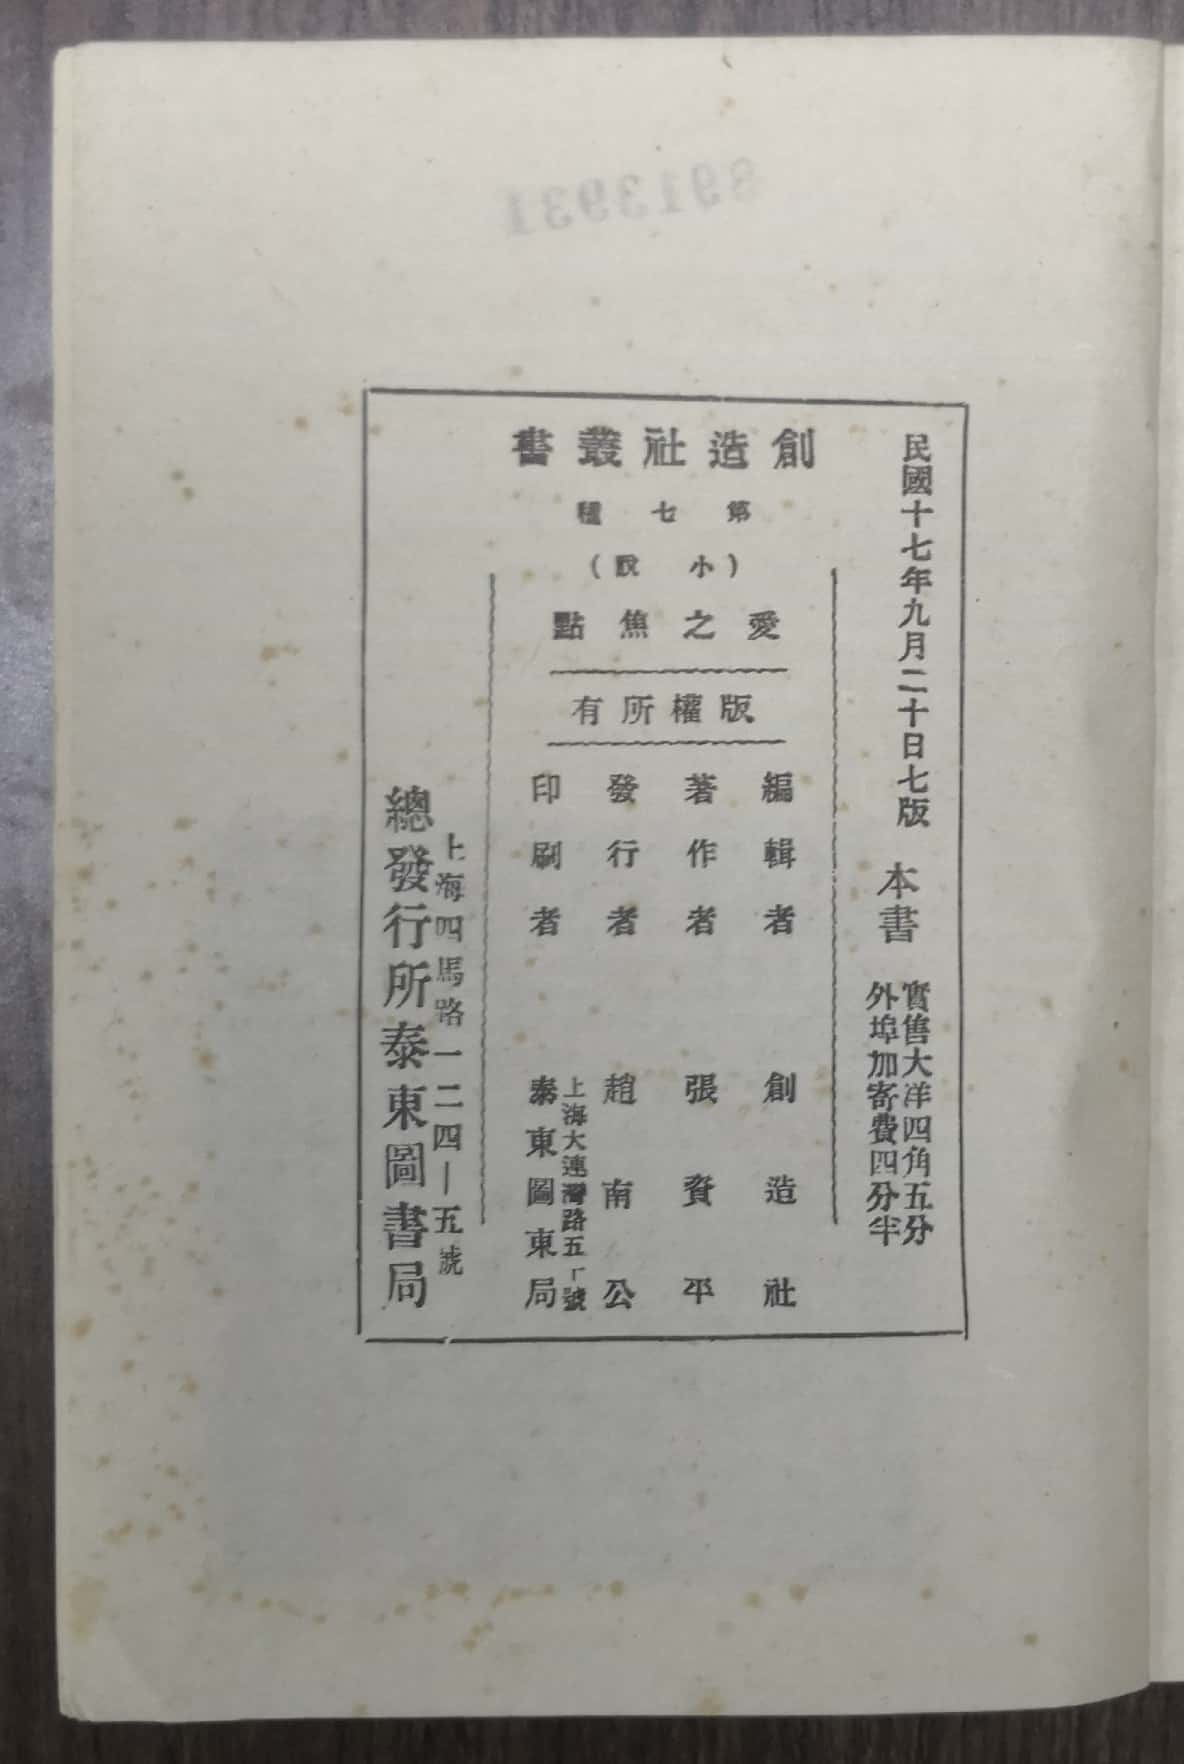 民國十七年九月二十日七版
本書
實售大洋四角五分
外埠加寄費四分半
創造社叢書
第七種
(小說)
愛之焦點
版權所有
編輯者 創造社
著作者 張資平
發行者 趙南公
上海大連灣路五丁號
印刷者 泰東圖東局
上海四馬路一二四—五號
總發行所泰東圖書局
8913931